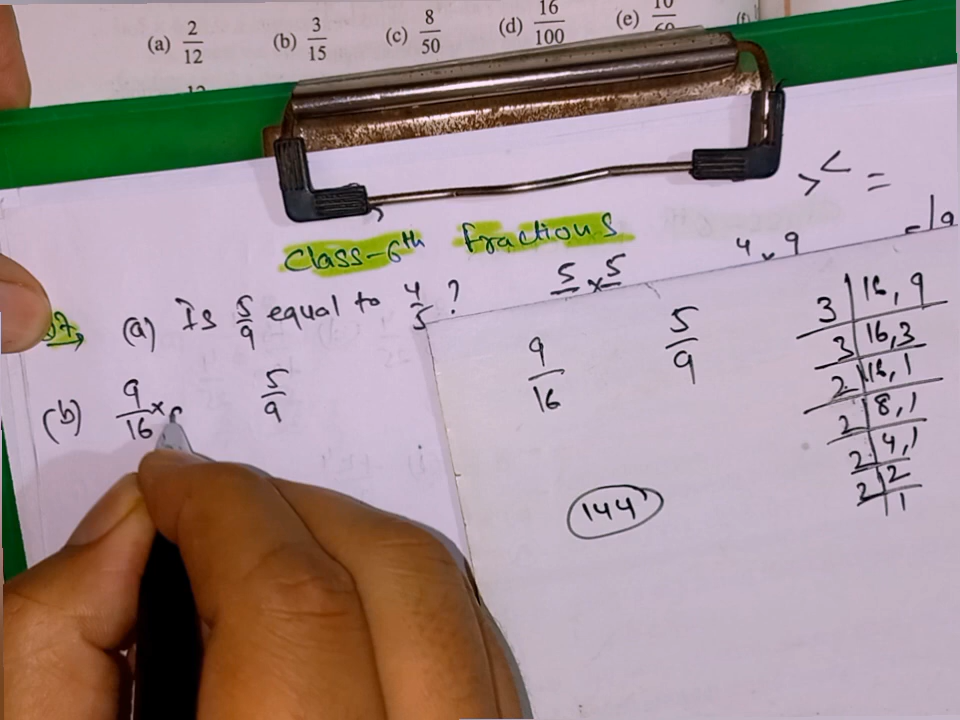 (a) 2/12 (b) 3/15 (c) 8/50 (d) 16/100 (e)
> < =
Class-6th Fractions
4 × 9
(a) Is 5/9 equal to 4/5 ? 5 × 5
(b) 9/16 × 5/9
9/16 5/9
3 | 16, 9
3 | 16, 3
2 | 16, 1
2 | 8, 1
2 | 4, 1
2 | 2
1
144